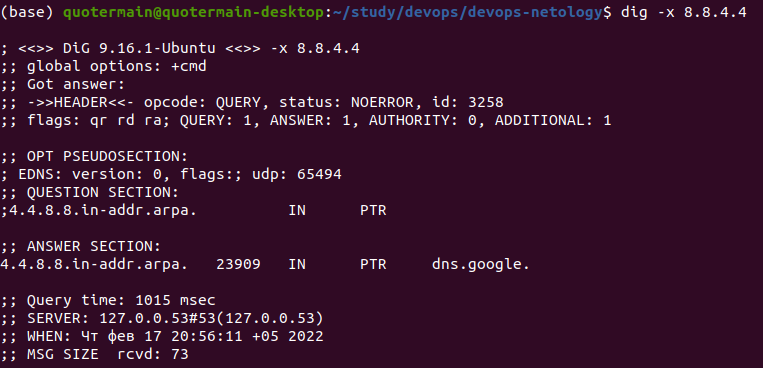 (base) quotermain@quotermain-desktop:~/study/devops/devops-netology$ dig -x 8.8.4.4

; <<>> DiG 9.16.1-Ubuntu <<>> -x 8.8.4.4
;; global options: +cmd
;; Got answer:
;; ->>HEADER<<- opcode: QUERY, status: NOERROR, id: 3258
;; flags: qr rd ra; QUERY: 1, ANSWER: 1, AUTHORITY: 0, ADDITIONAL: 1

;; OPT PSEUDOSECTION:
; EDNS: version: 0, flags:; udp: 65494
;; QUESTION SECTION:
;4.4.8.8.in-addr.arpa. IN PTR

;; ANSWER SECTION:
4.4.8.8.in-addr.arpa. 23909 IN PTR dns.google.

;; Query time: 1015 msec
;; SERVER: 127.0.0.53#53(127.0.0.53)
;; WHEN: Чт фев 17 20:56:11 +05 2022
;; MSG SIZE rcvd: 73